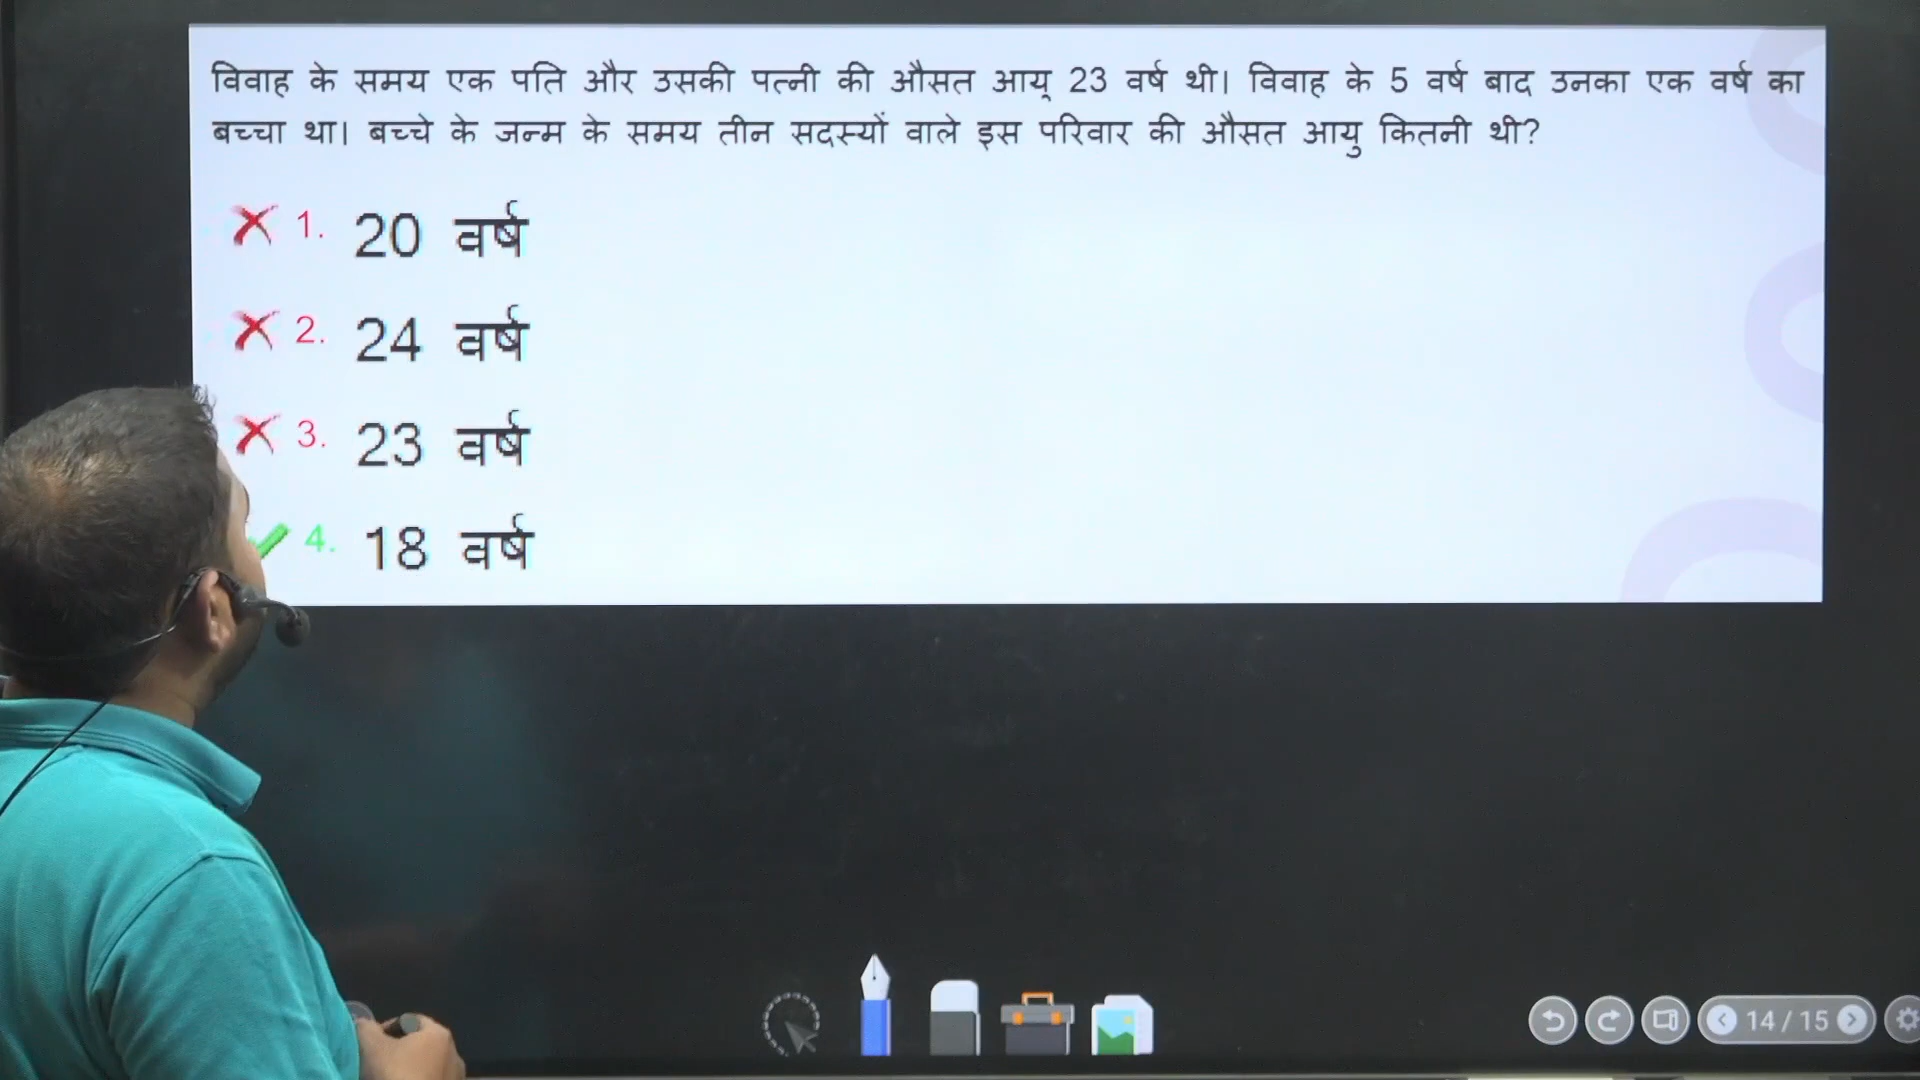 विवाह के समय एक पति और उसकी पत्नी की औसत आयु 23 वर्ष थी। विवाह के 5 वर्ष बाद उनका एक वर्ष का
बच्चा था। बच्चे के जन्म के समय तीन सदस्यों वाले इस परिवार की औसत आयु कितनी थी?
1. 20 वर्ष
2. 24 वर्ष
3. 23 वर्ष
4. 18 वर्ष
14 / 15